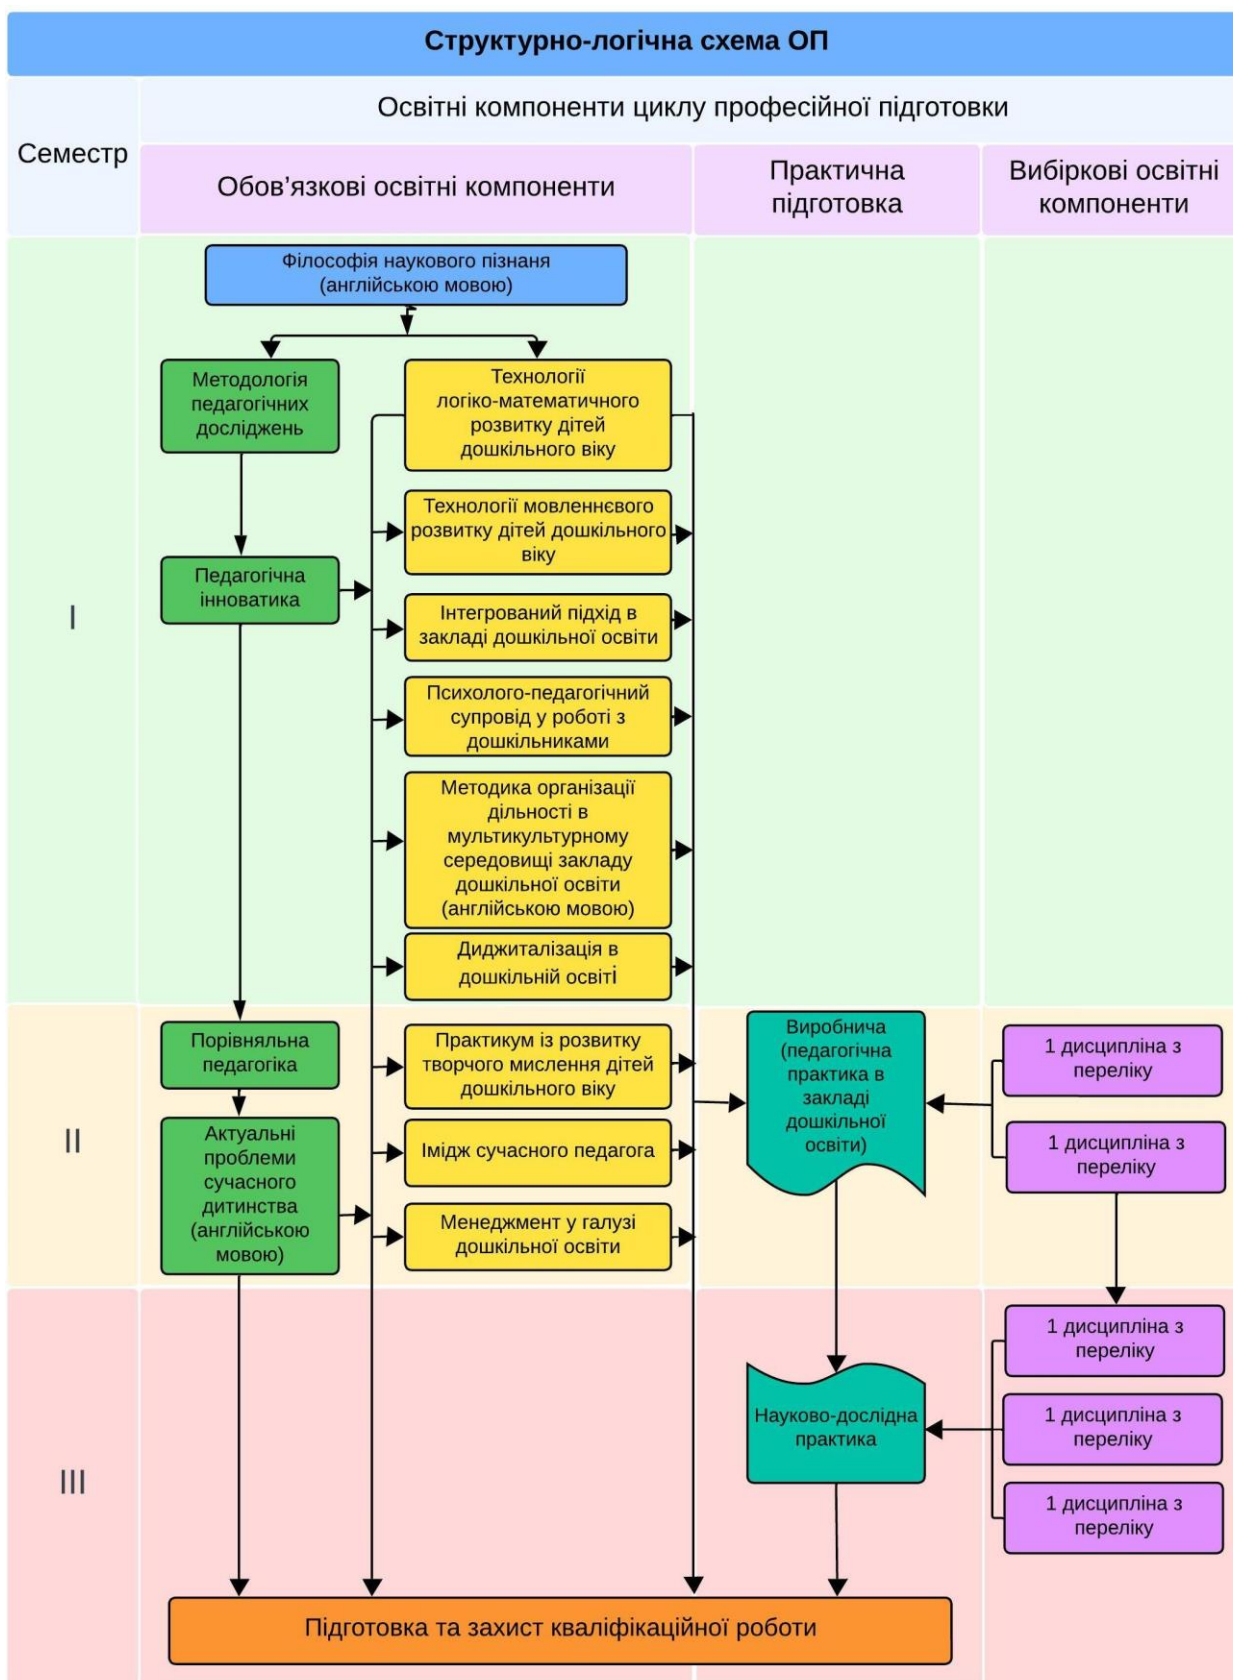 Структурно-логічна схема ОП
Семестр
Освітні компоненти циклу професійної підготовки
Обов’язкові освітні компоненти
Практична
підготовка
Вибіркові освітні
компоненти
I
Філософія наукового пізнаня
(англійською мовою)
Методологія
педагогічних
досліджень
Технології
логіко-математичного
розвитку дітей
дошкільного віку
Технології мовленнєвого
розвитку дітей дошкільного
віку
Педагогічна
інноватика
Інтегрований підхід в
закладі дошкільної освіти
Психолого-педагогічний
супровід у роботі з
дошкільниками
Методика організації
дільності в
мультикультурному
середовищі закладу
дошкільної освіти
(англійською мовою)
Диджиталізація в
дошкільній освіті
II
Порівняльна
педагогіка
Практикум із розвитку
творчого мислення дітей
дошкільного віку
Виробнича
(педагогічна
практика в
закладі
дошкільної
освіти)
1 дисципліна з
переліку
Актуальні
проблеми
сучасного
дитинства
(англійською
мовою)
Імідж сучасного педагога
1 дисципліна з
переліку
Менеджмент у галузі
дошкільної освіти
III
1 дисципліна з
переліку
Науково-дослідна
практика
1 дисципліна з
переліку
1 дисципліна з
переліку
Підготовка та захист кваліфікаційної роботи